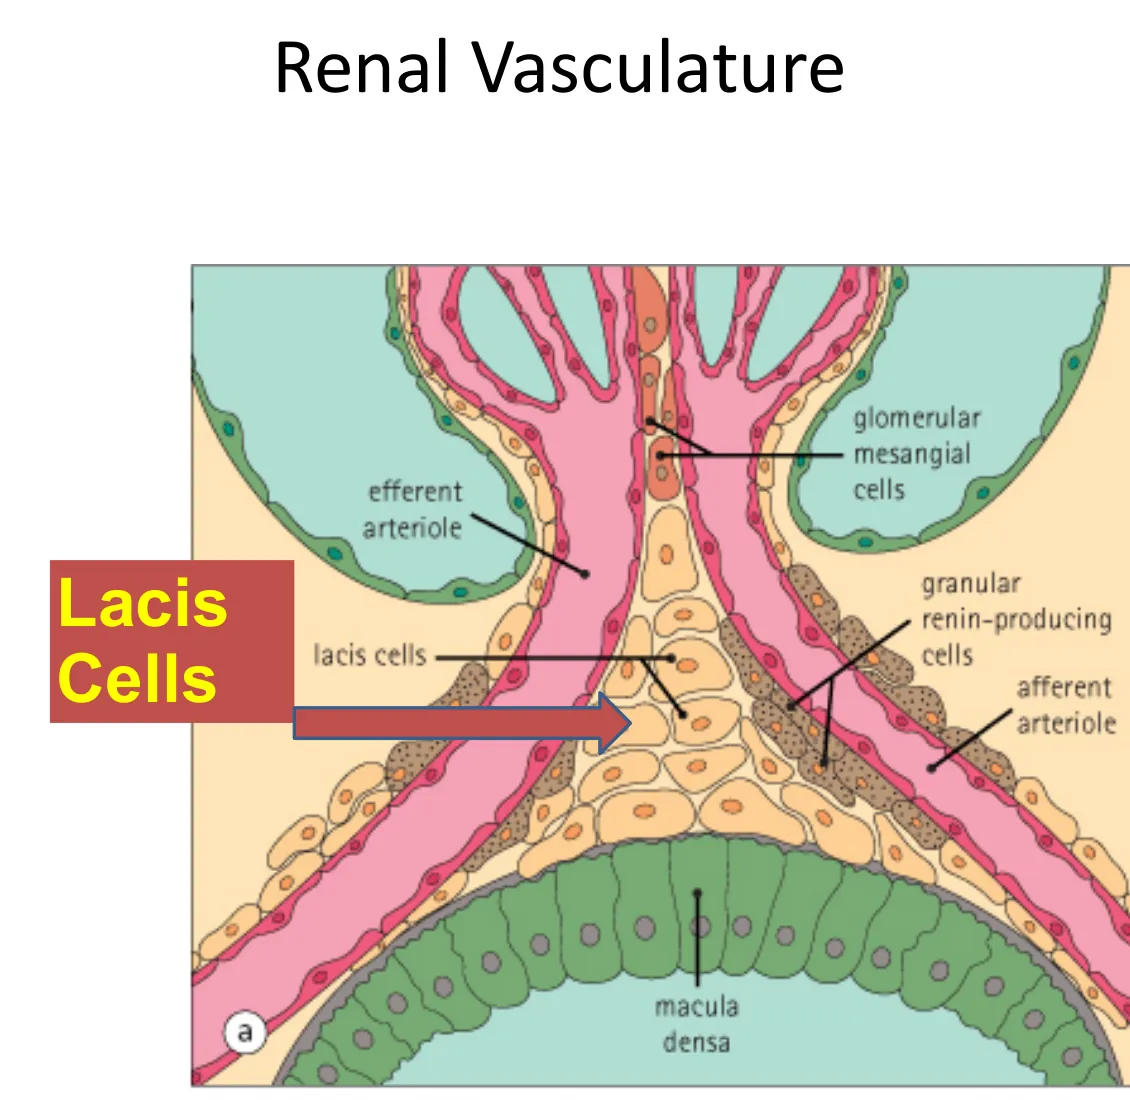 Renal Vasculature
glomerular
mesangial
cells
efferent
arteriole
Lacis
Cells
granular
renin-producing
cells
lacis cells
afferent
arteriole
macula
densa
a